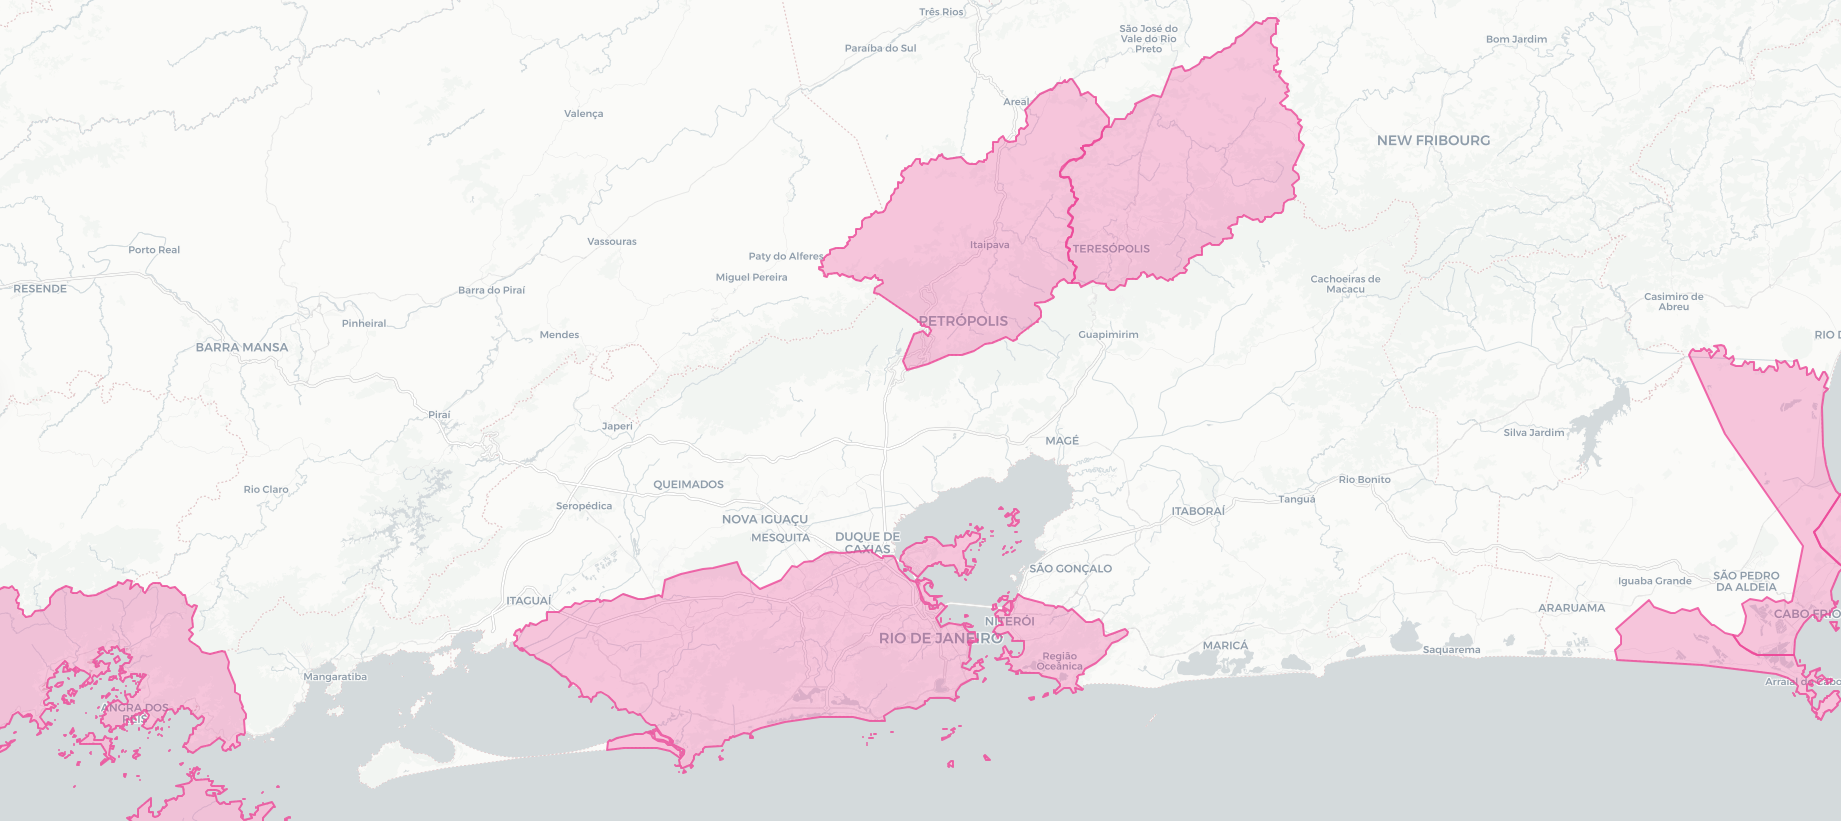 Três Rios
São José do
Vale do Rio
Preto
Bom Jardim
Paraíba do Sul
Areal
Valença
NEW FRIBOURG
Vassouras
Itaipava
TERESÓPOLIS
Porto Real
Paty do Alferes
Miguel Pereira
Cachoeiras de
Macacu
RESENDE
Barra do Piraí
Casimiro de
Abreu
Pinheiral
PETRÓPOLIS
Mendes
Guapimirim
RIO D
BARRA MANSA
Piraí
Japeri
MAGÉ
Silva Jardim
Rio Claro
QUEIMADOS
Rio Bonito
Seropédica
Tanguá
ITABORAÍ
NOVA IGUAÇU
MESQUITA
DUQUE DE
CAXIAS
SÃO GONÇALO
Iguaba Grande
SÃO PEDRO
DA ALDEIA
ITAGUAÍ
ARARUAMA
CABO FRIO
NITERÓI
RIO DE JANEIRO
MARICÁ
Saquarema
Região
Oceânica
Mangaratiba
Arraial do Cabo
ANGRA DOS
REIS